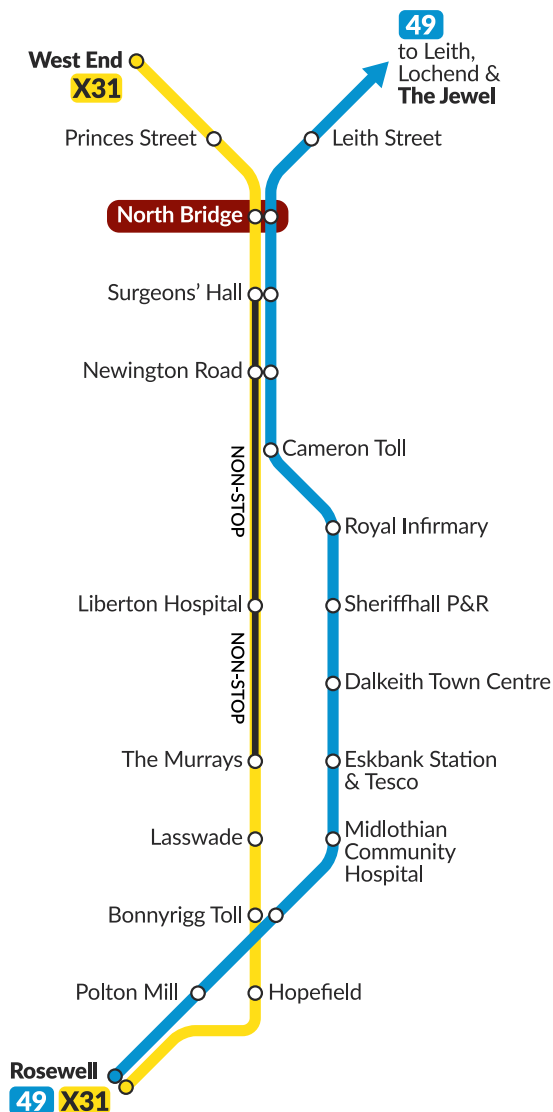 49
to Leith,
Lochend &
The Jewel
West End
X31
Princes Street
Leith Street
North Bridge
Surgeons’ Hall
Newington Road
Cameron Toll
NON-STOP
Royal Infirmary
Liberton Hospital
Sheriffhall P&R
NON-STOP
Dalkeith Town Centre
The Murrays
Eskbank Station
& Tesco
Lasswade
Midlothian
Community
Hospital
Bonnyrigg Toll
Polton Mill
Hopefield
Rosewell
49 X31